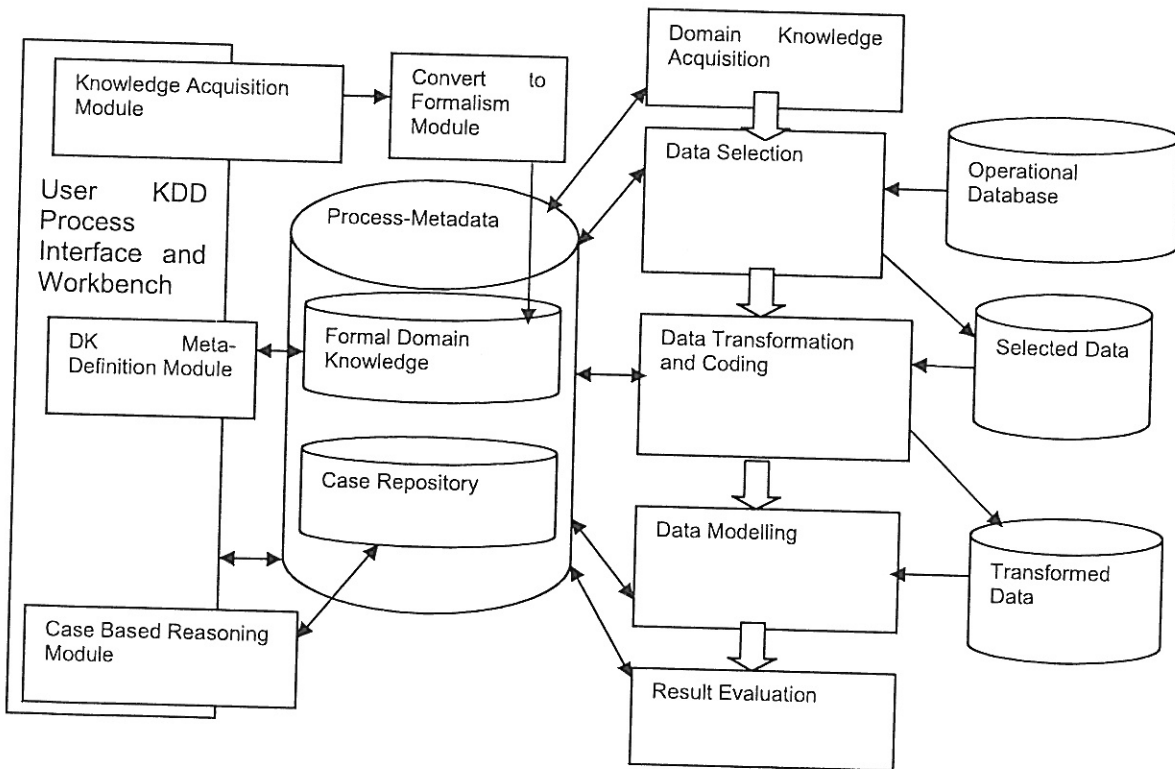 Knowledge Acquisition
Module
Convert to
Formalism
Module
Domain Knowledge
Acquisition
Data Selection
Operational
Database
User KDD
Process
Interface and
Workbench
Process-Metadata
DK Meta-
Definition Module
Formal Domain
Knowledge
Data Transformation
and Coding
Selected Data
Case Repository
Data Modelling
Transformed
Data
Case Based Reasoning
Module
Result Evaluation